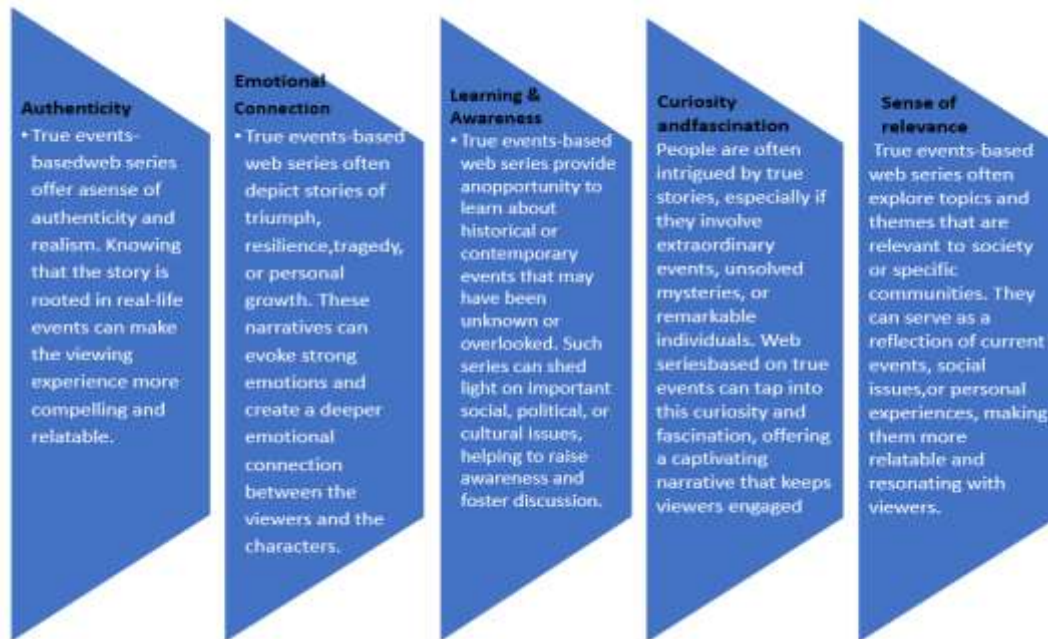 Authenticity
• True events-
basedweb series
offer asense of
authenticity and
realism. Knowing
that the story is
rooted in real-life
events can make
the viewing
experience more
compelling and
relatable.
Emotional
Connection
• True events-based
web series often
depict stories of
triumph,
resilience,tragedy,
or personal
growth. These
narratives can
evoke strong
emotions and
create a deeper
emotional
connection
between the
viewers and the
characters.
Learning &
Awareness
• True events-based
web series provide
anopportunity to
learn about
historical or
contemporary
events that may
have been
unknown or
overlooked. Such
series can shed
light on important
social, political, or
cultural issues,
helping to raise
awareness and
foster discussion.
Curiosity
andfascination
People are often
intrigued by true
stories, especially if
they involve
extraordinary
events, unsolved
mysteries, or
remarkable
individuals. Web
seriesbased on true
events can tap into
this curiosity and
fascination, offering
a captivating
narrative that keeps
viewers engaged
Sense of
relevance
True events-based
web series often
explore topics and
themes that are
relevant to society
or specific
communities. They
can serve as a
reflection of current
events, social
issues,or personal
experiences, making
them more
relatable and
resonating with
viewers.